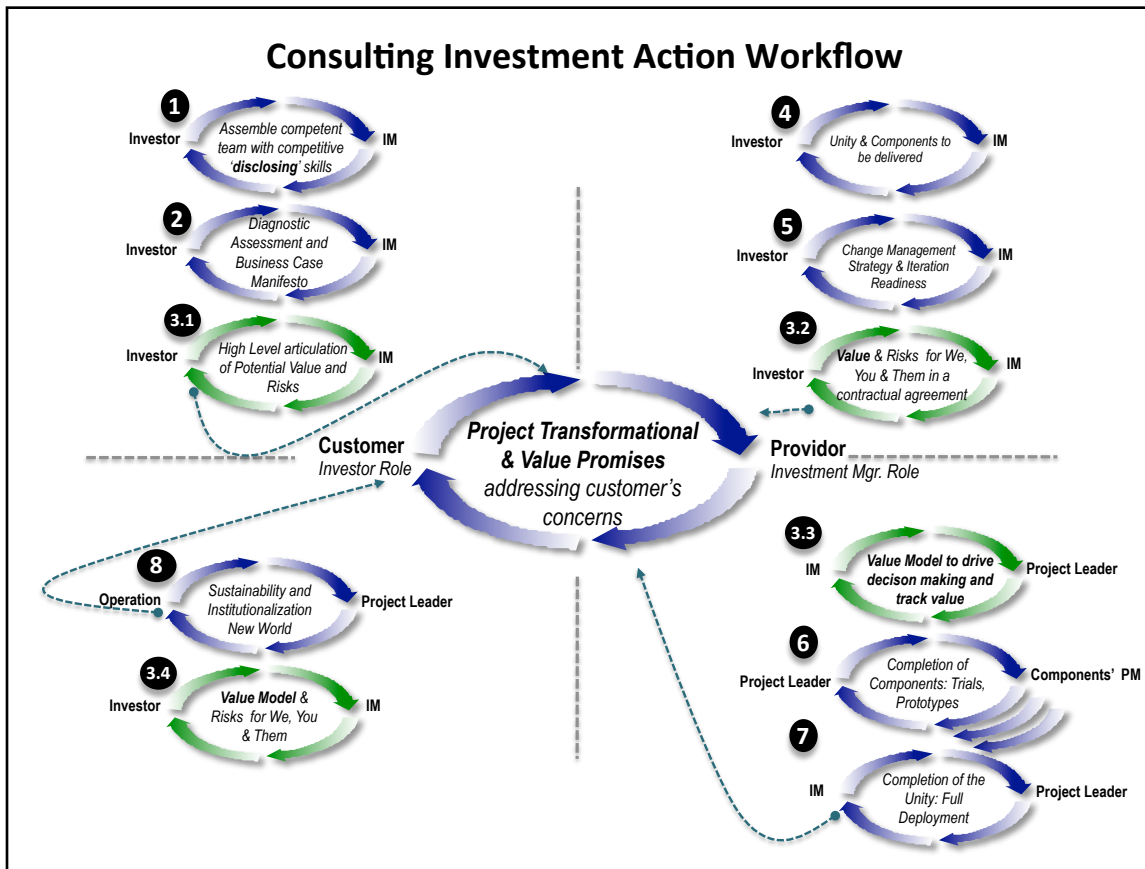 Consulting Investment Action Workflow
1
Investor
Assemble competent
team with competitive
‘disclosing’ skills
IM
2
Investor
Diagnostic
Assessment and
Business Case
Manifesto
IM
3.1
Investor
High Level articulation
of Potential Value and
Risks
IM
4
Investor
Unity & Components to
be delivered
IM
5
Investor
Change Management
Strategy & Iteration
Readiness
IM
3.2
Investor
Value & Risks for We,
You & Them in a
contractual agreement
IM
Customer
Investor Role
Project Transformational
& Value Promises
addressing customer’s
concerns
Providor
Investment Mgr. Role
8
Operation
Sustainability and
Institutionalization
New World
Project Leader
3.4
Investor
Value Model &
Risks for We, You
& Them
IM
3.3
IM
Value Model to drive
decison making and
track value
Project Leader
6
Project Leader
Completion of
Components: Trials,
Prototypes
Components’ PM
7
IM
Completion of the
Unity: Full
Deployment
Project Leader